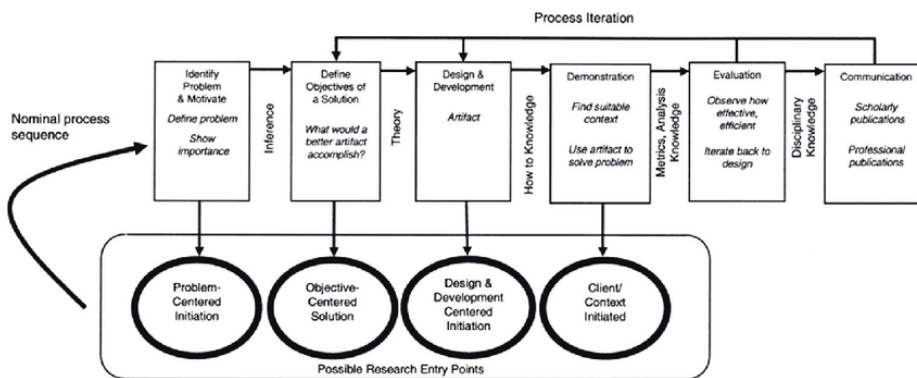 Process Iteration
Nominal process
sequence
Identify
Problem
& Motivate
Define problem
Show
importance
Inference
Define
Objectives of
a Solution
What would a
better artifact
accomplish?
Theory
Design &
Development
Artifact
How to Knowledge
Demonstration
Find suitable
context
Use artifact to
solve problem
Metrics, Analysis
Knowledge
Evaluation
Observe how
effective,
efficient
Iterate back to
design
Disciplinary
Knowledge
Communication
Scholarly
publications
Professional
publications
Problem-
Centered
Initiation
Objective-
Centered
Solution
Design &
Development
Centered
Initiation
Client/
Context
Initiated
Possible Research Entry Points